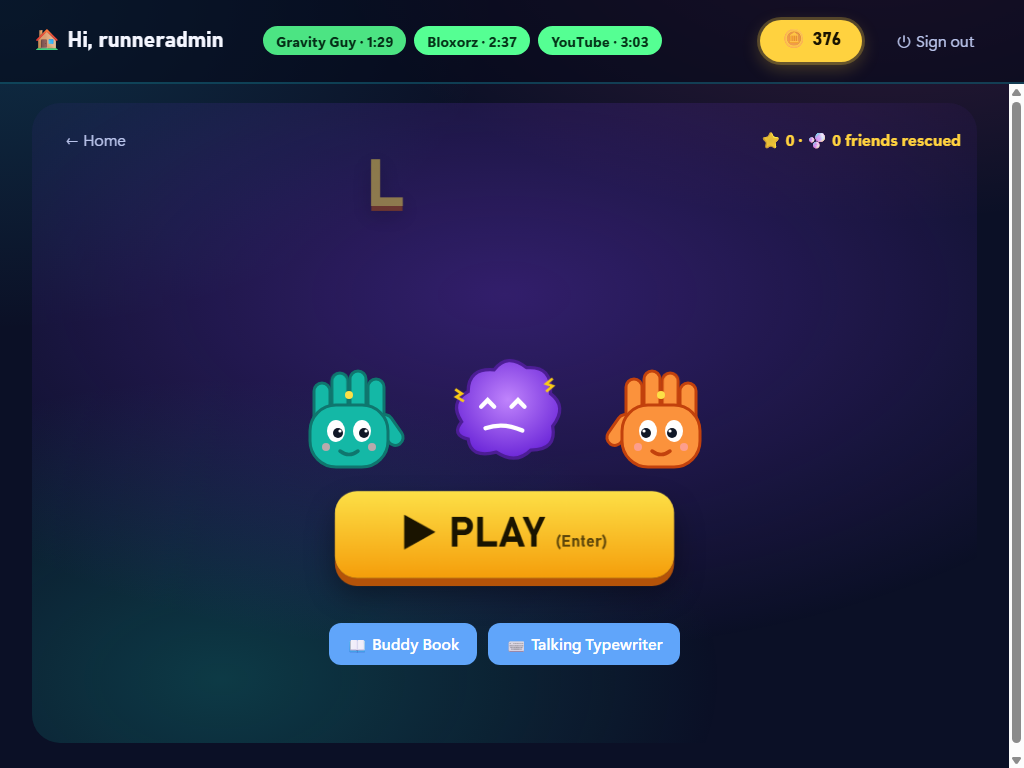 Hi, runneradmin
Gravity Guy · 1:29
Bloxorz · 2:37
YouTube · 3:03
376
Sign out
← Home
0 · 0 friends rescued
L
▶ PLAY (Enter)
Buddy Book
Talking Typewriter